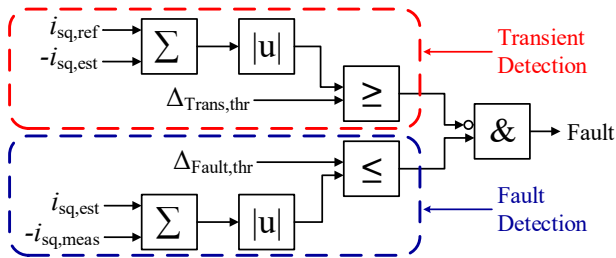 i_sq,ref
-i_sq,est
Σ
|u|
Δ_Trans,thr
≥
Transient
Detection
&
Fault
Δ_Fault,thr
≤
i_sq,est
-i_sq,meas
Σ
|u|
Fault
Detection